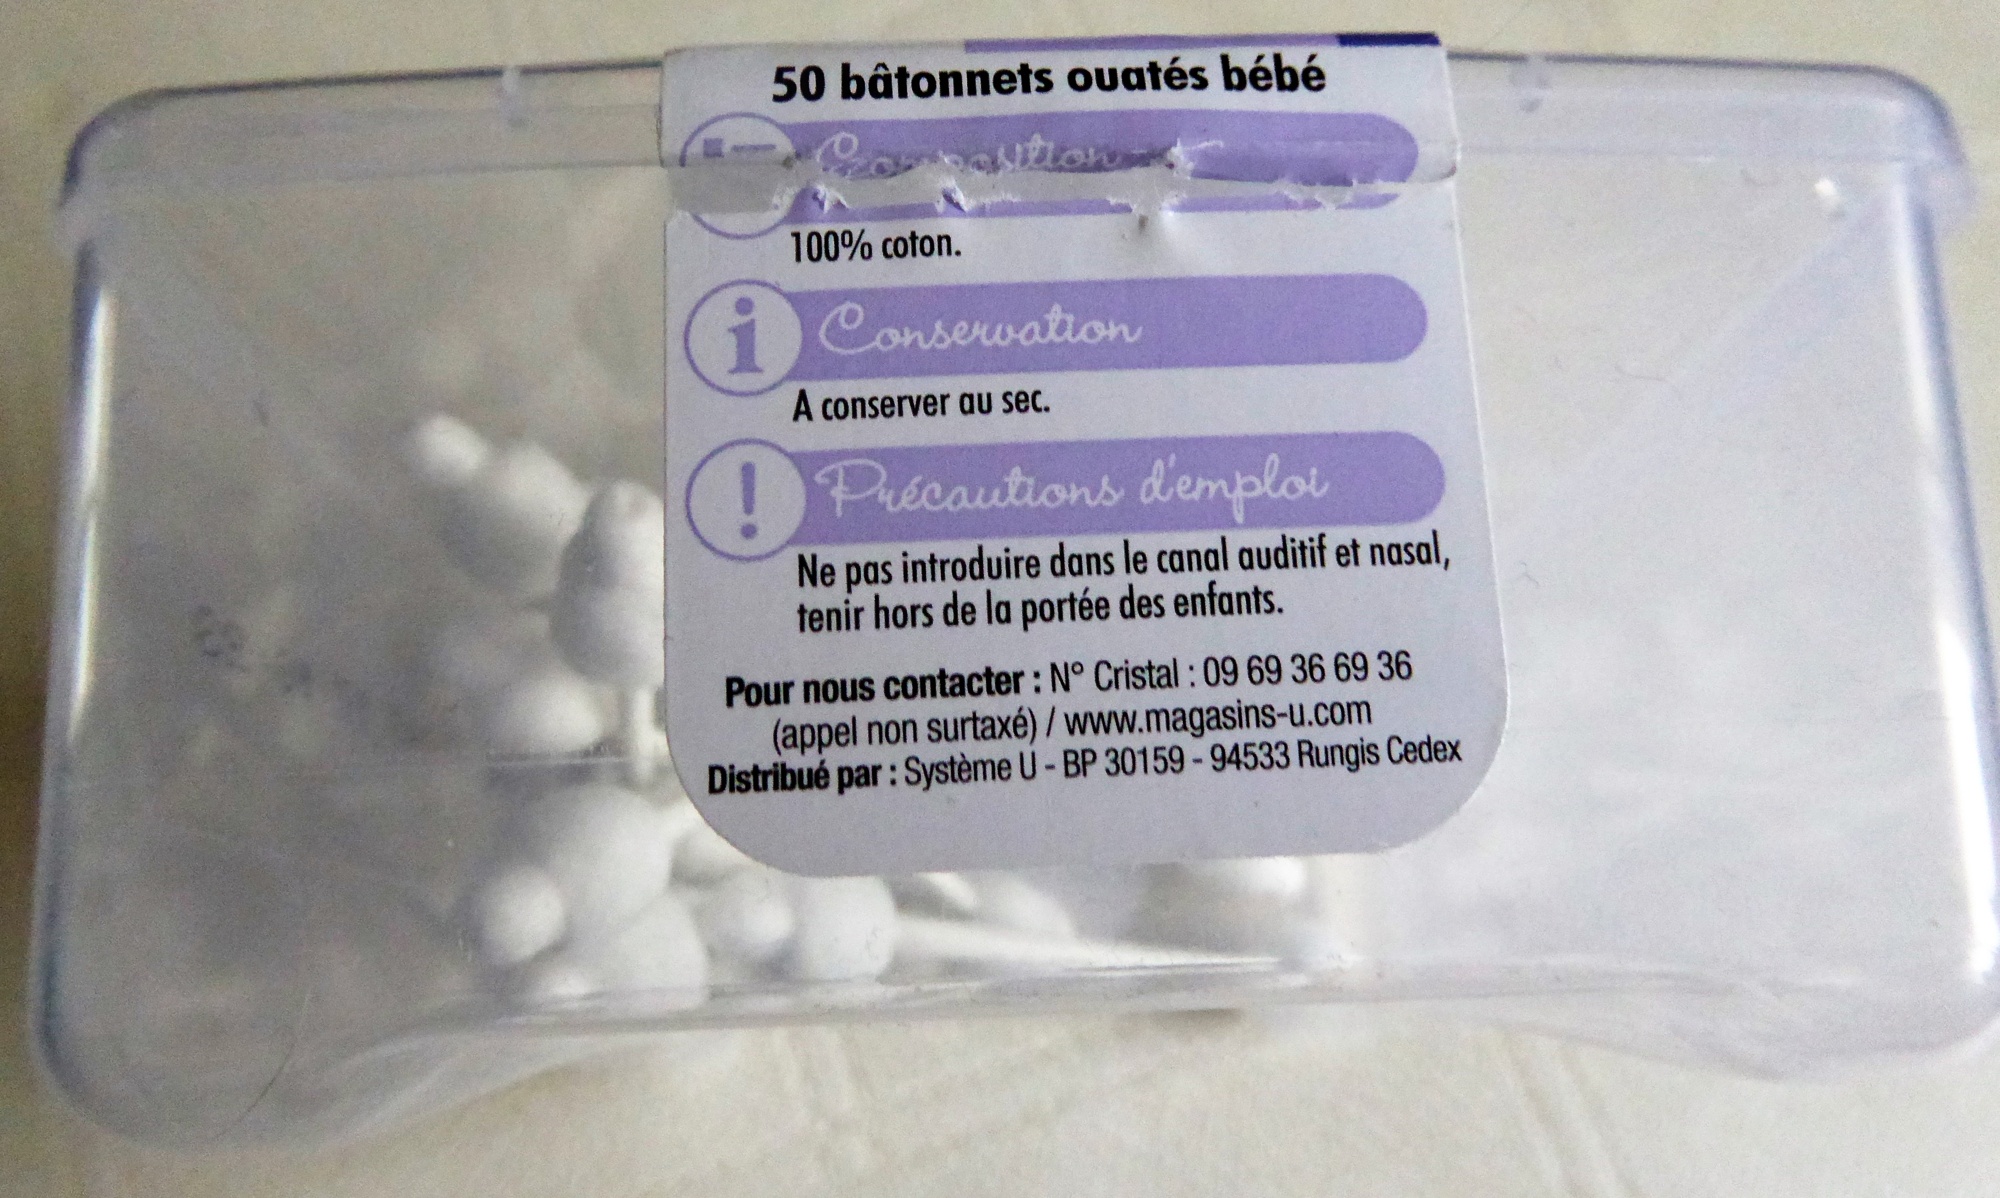 50 bâtonnets ouatés bébé
Composition
100% coton.
i Conservation
A conserver au sec.
! Précautions d'emploi
Ne pas introduire dans le canal auditif et nasal,
tenir hors de la portée des enfants.
Pour nous contacter : N° Cristal : 09 69 36 69 36
(appel non surtaxé) / www.magasins-u.com
Distribué par : Système U - BP 30159 - 94533 Rungis Cedex